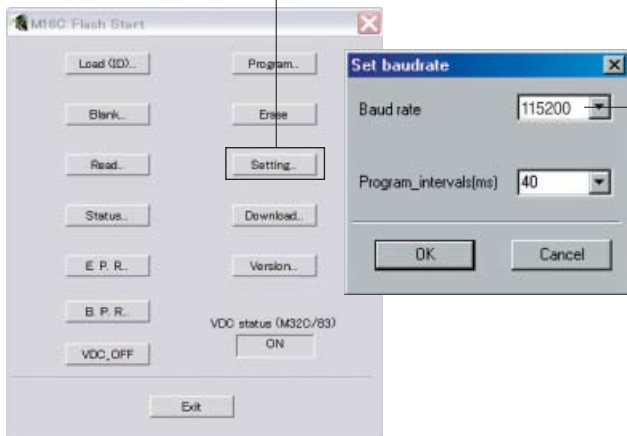 M16C Flash Start
Load (ID)...
Program...
Blank...
Erase
Read...
Setting...
Status...
Download...
E. P. R...
Version...
B. P. R...
VDC status (M32C/83)
ON
VDC_OFF
Exit
Set baudrate
Baud rate
115200
Program_intervals(ms)
40
OK
Cancel